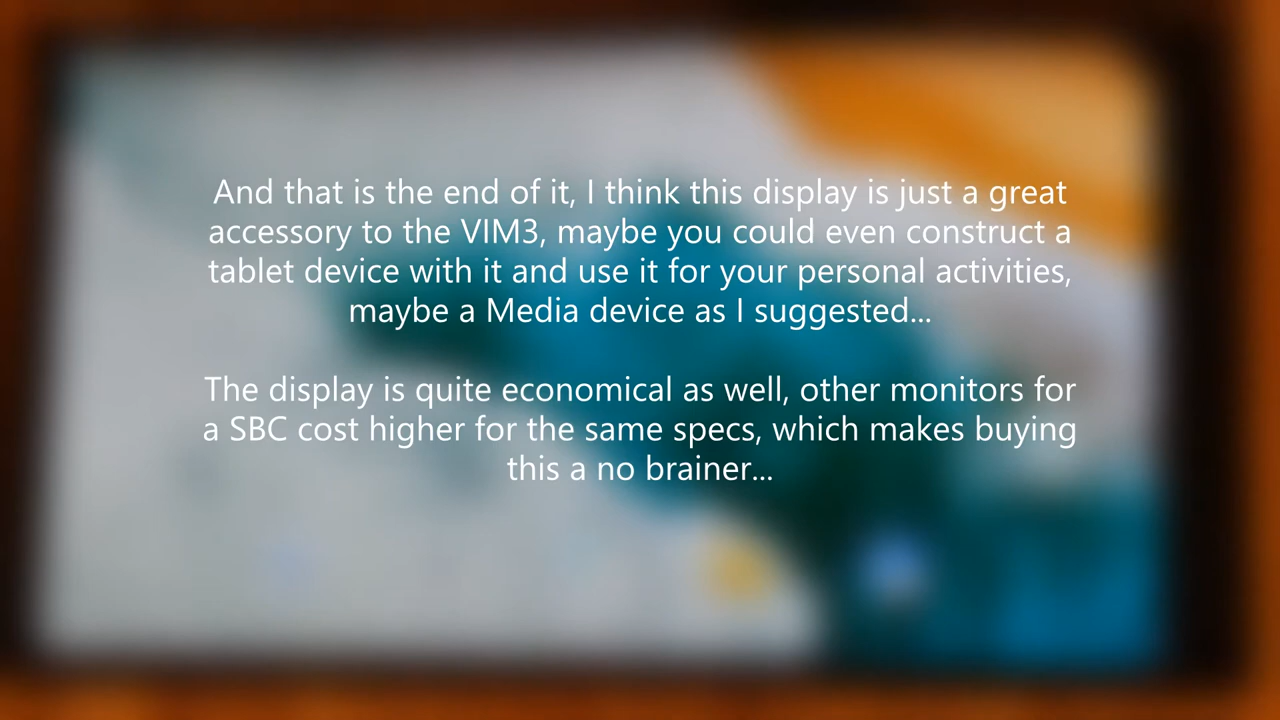 And that is the end of it, I think this display is just a great
accessory to the VIM3, maybe you could even construct a
tablet device with it and use it for your personal activities,
maybe a Media device as I suggested...
The display is quite economical as well, other monitors for
a SBC cost higher for the same specs, which makes buying
this a no brainer...